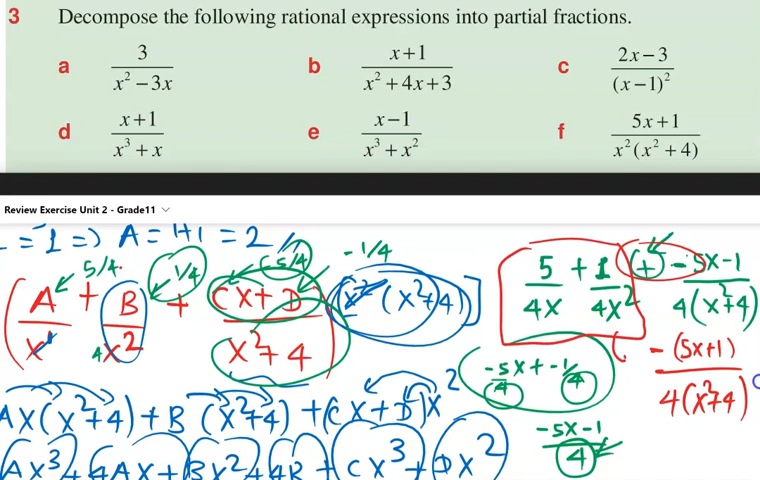 3 Decompose the following rational expressions into partial fractions.
a 3/(x² − 3x) b (x+1)/(x² + 4x + 3) c (2x − 3)/(x − 1)²
d (x+1)/(x³ + x) e (x−1)/(x³ + x²) f (5x + 1)/(x²(x² + 4))
Review Exercise Unit 2 - Grade11
= -1 => A = 1+1 = 2
5/4 1/4 (-5/4) -1/4
(A/x + B/x² + (Cx + D)/(x²+4) x² (x²+4)]
5/4x + 1/4x² (+) -5x-1/4(x²+4)
-5x/4 + -1/4
-(5x+1)/4(x²+4)
-5x-1/4
Ax(x²+4) + B(x²+4) + (Cx+D)x²
Ax³ + 4Ax + Bx² + 4B + Cx³ + Dx²